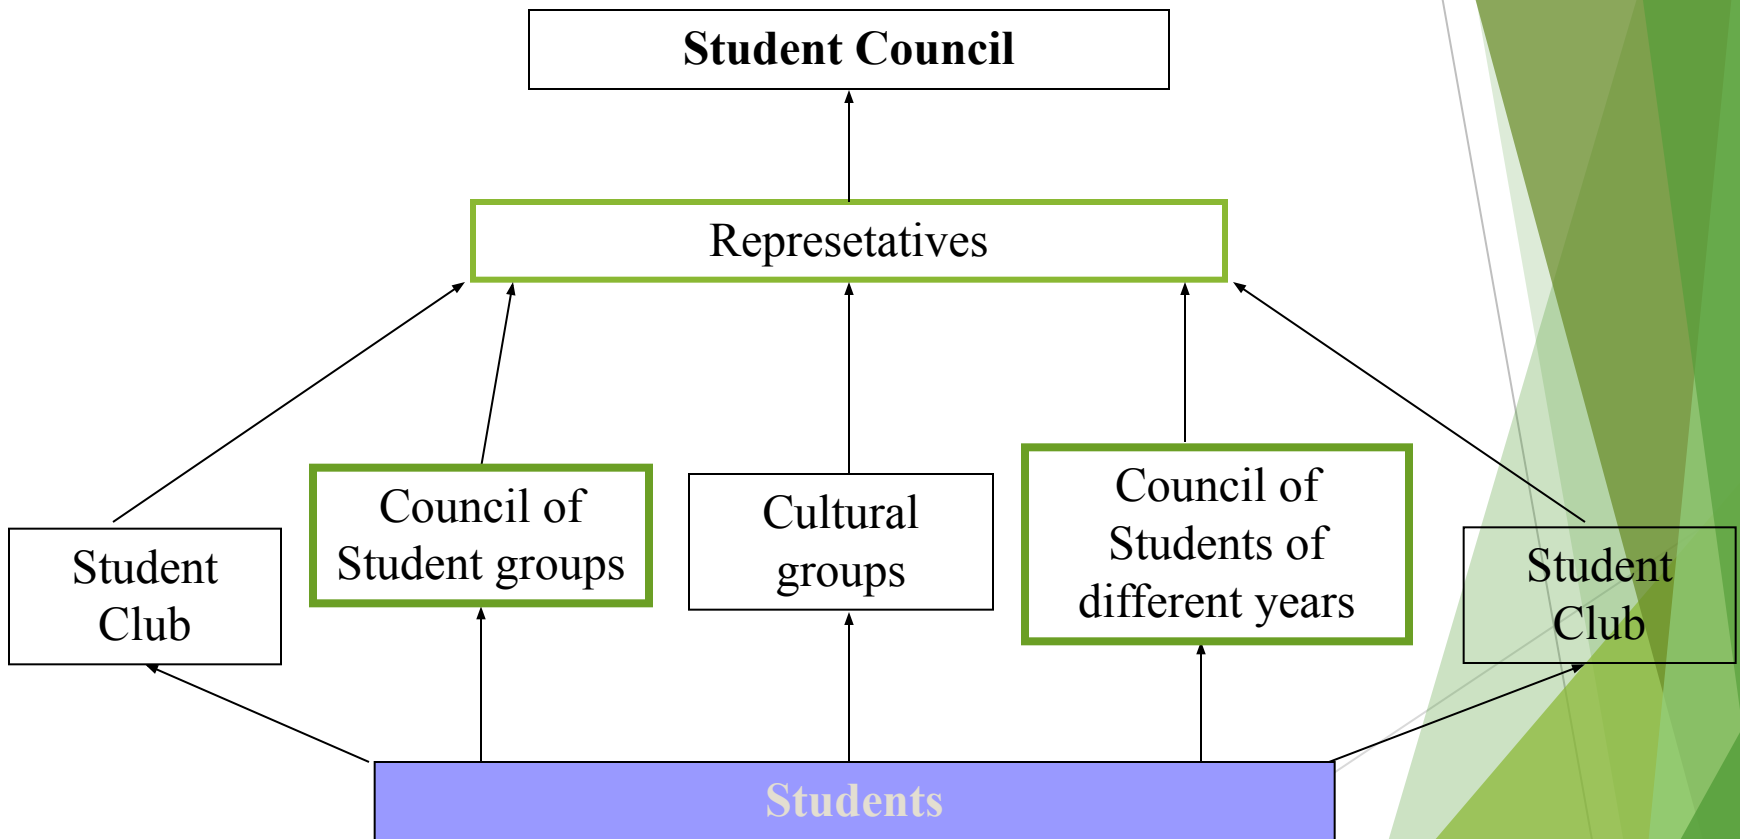 Student Council
Represetatives
Student
Club
Council of
Student groups
Cultural
groups
Council of
Students of
different years
Student
Club
Students